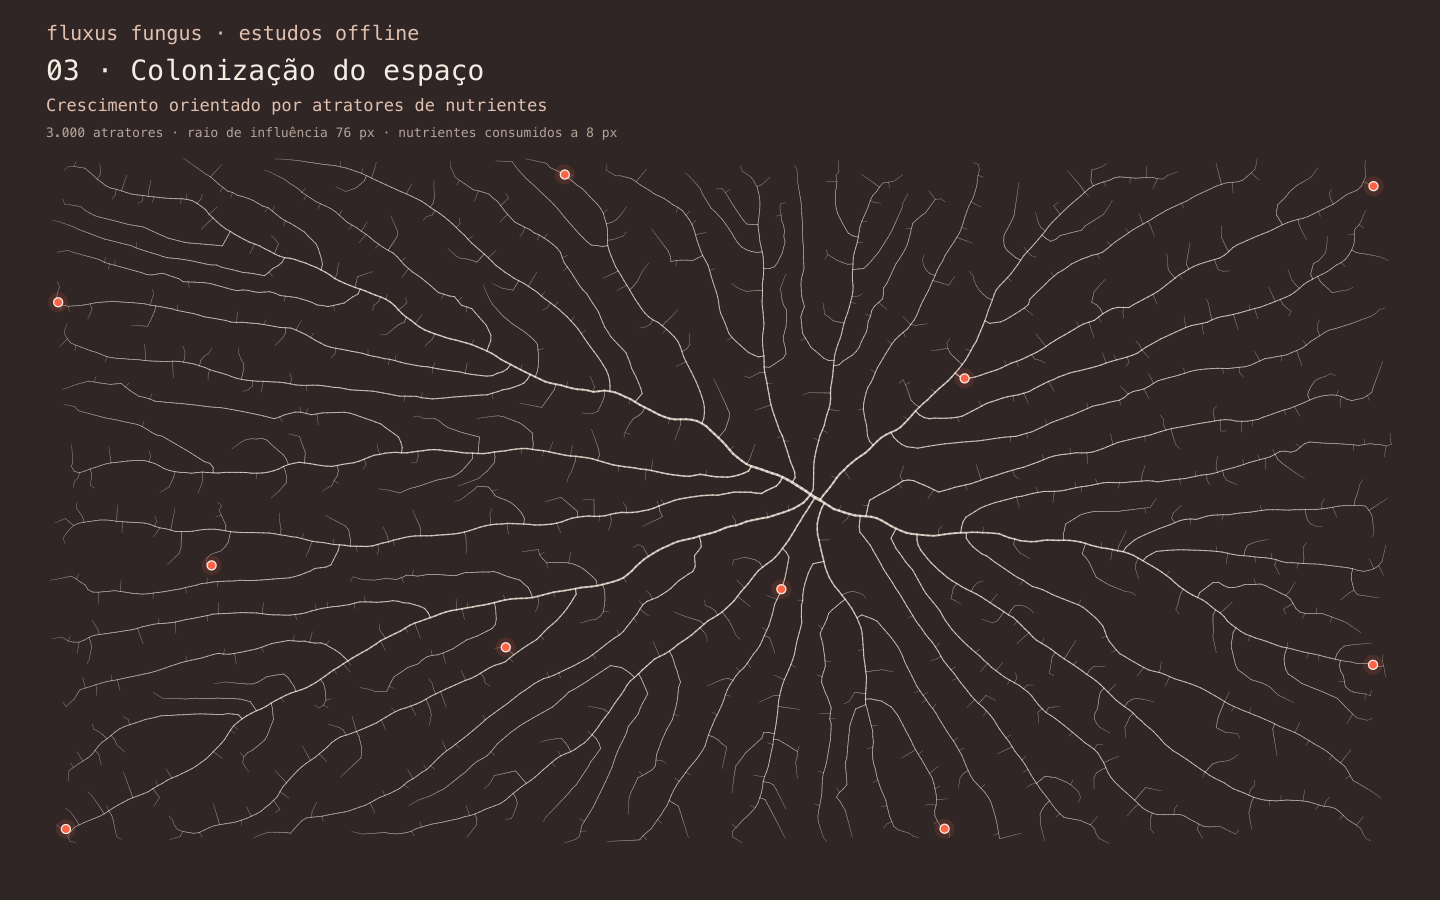 fluxus fungus · estudos offline
03 · Colonização do espaço
Crescimento orientado por atratores de nutrientes
3.000 atratores · raio de influência 76 px · nutrientes consumidos a 8 px